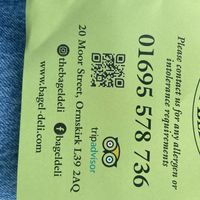 Please contact us for any allergen or
intolerance requirements
01695 578 736
tripadvisor
20 Moor Street, Ormskirk L39 2AQ
@thebageldeli
bageldeli
www.bagel-deli.com